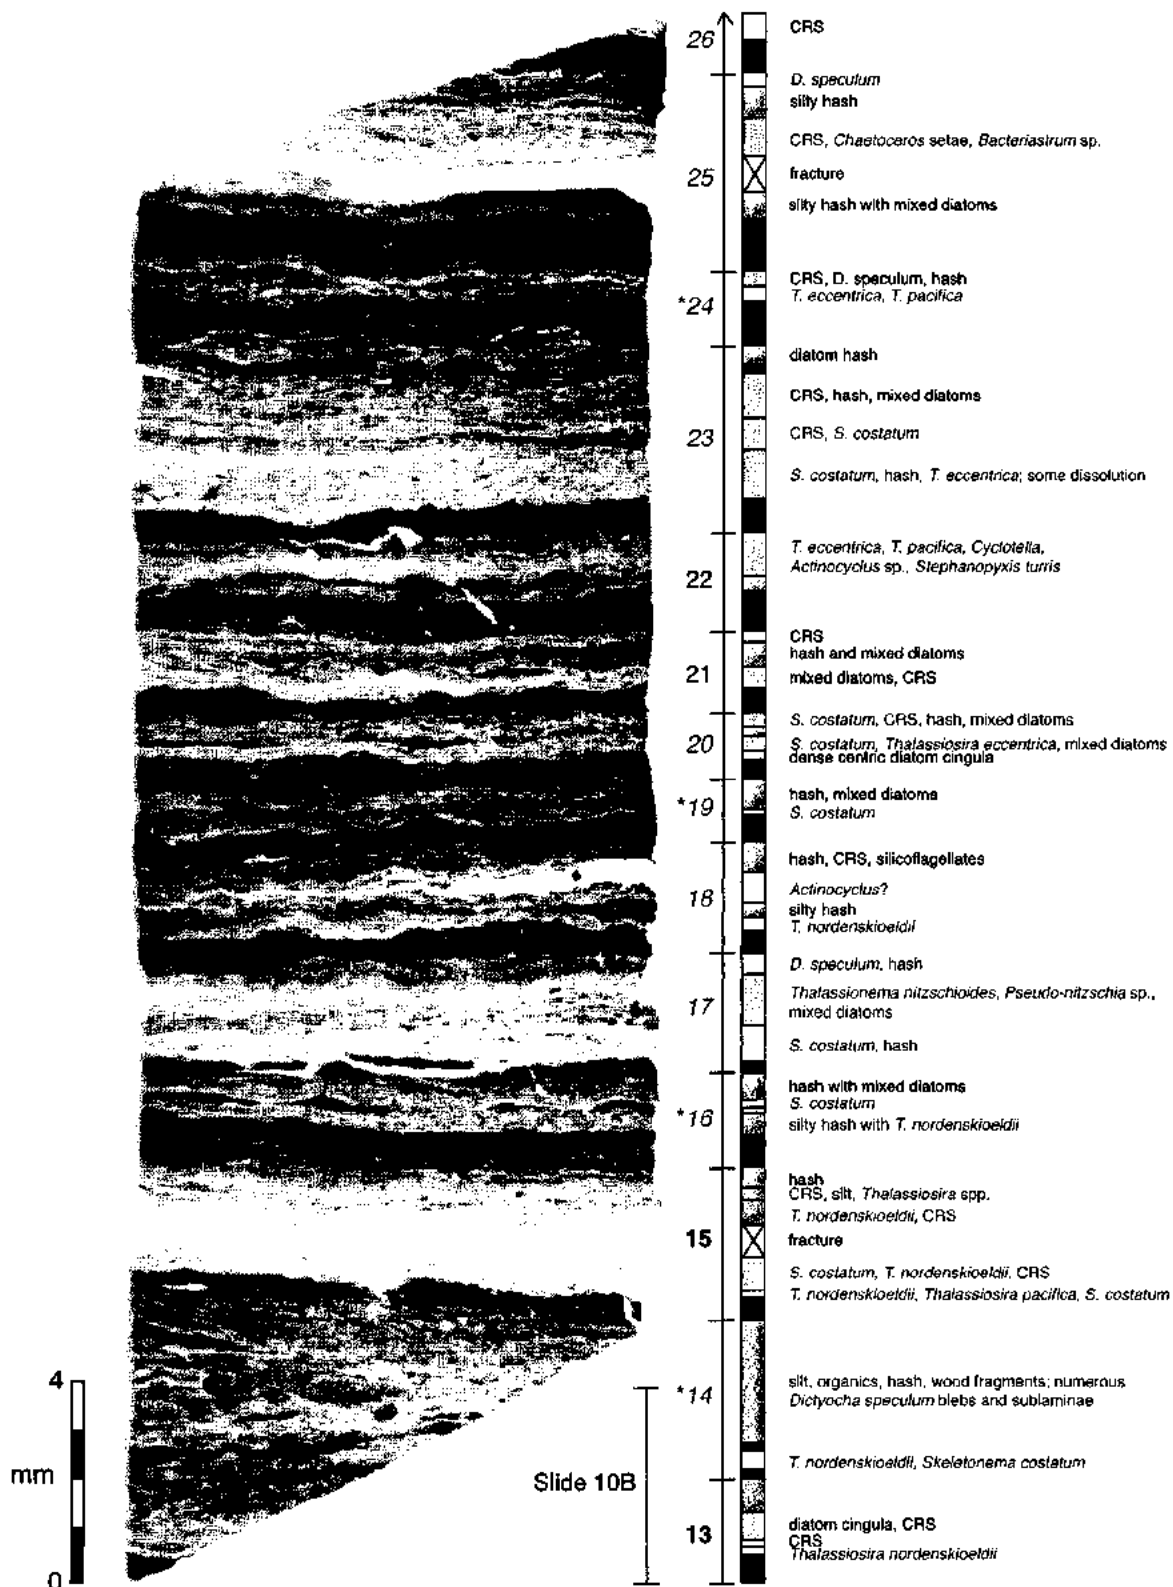 26
CRS
D. speculum
silty hash
CRS, Chaetoceros setae, Bacteriastrum sp.
25
fracture
silty hash with mixed diatoms
CRS, D. speculum, hash
*24
T. eccentrica, T. pacifica
diatom hash
CRS, hash, mixed diatoms
23
CRS, S. costatum
S. costatum, hash, T. eccentrica; some dissolution
T. eccentrica, T. pacifica, Cyclotella,
Actinocyclus sp., Stephanopyxis turris
22
CRS
hash and mixed diatoms
21
mixed diatoms, CRS
S. costatum, CRS, hash, mixed diatoms
20
S. costatum, Thalassiosira eccentrica, mixed diatoms
dense centric diatom cingula
hash, mixed diatoms
*19
S. costatum
hash, CRS, silicoflagellates
18
Actinocyclus?
silty hash
T. nordenskioeldii
D. speculum, hash
17
Thalassionema nitzschioides, Pseudo-nitzschia sp.,
mixed diatoms
S. costatum, hash
hash with mixed diatoms
S. costatum
*16
silty hash with T. nordenskioeldii
hash
CRS, silt, Thalassiosira spp.
T. nordenskioeldii, CRS
15
fracture
S. costatum, T. nordenskioeldii, CRS
T. nordenskioeldii, Thalassiosira pacifica, S. costatum
4
silt, organics, hash, wood fragments; numerous
*14
Dictyocha speculum blebs and sublaminae
mm
T. nordenskioeldii, Skeletonema costatum
Slide 10B
diatom cingula, CRS
13
CRS
Thalassiosira nordenskioeldii
0